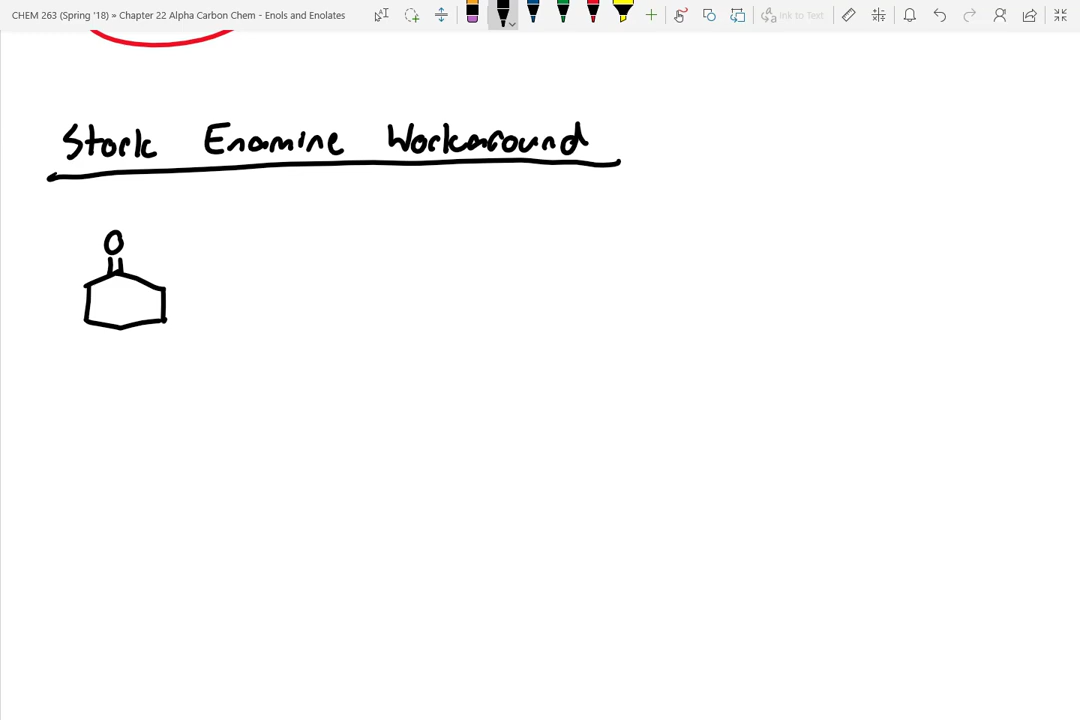 CHEM 263 (Spring '18) » Chapter 22 Alpha Carbon Chem - Enols and Enolates
Ink to Text
Stork Enamine Workaround
O